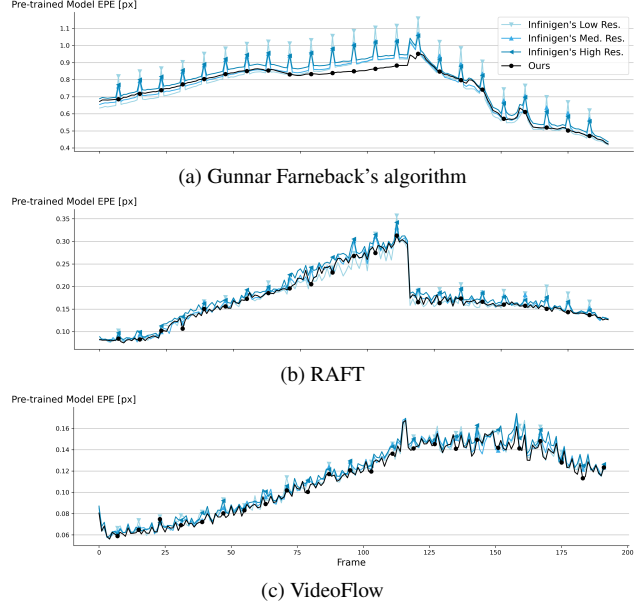 Pre-trained Model EPE [px]
1.1
1.0
0.9
0.8
0.7
0.6
0.5
0.4
Infinigen's Low Res.
Infinigen's Med. Res.
Infinigen's High Res.
Ours
(a) Gunnar Farneback's algorithm
Pre-trained Model EPE [px]
0.35
0.30
0.25
0.20
0.15
0.10
(b) RAFT
Pre-trained Model EPE [px]
0.16
0.14
0.12
0.10
0.08
0.06
0 25 50 75 100 125 150 175 200
Frame
(c) VideoFlow